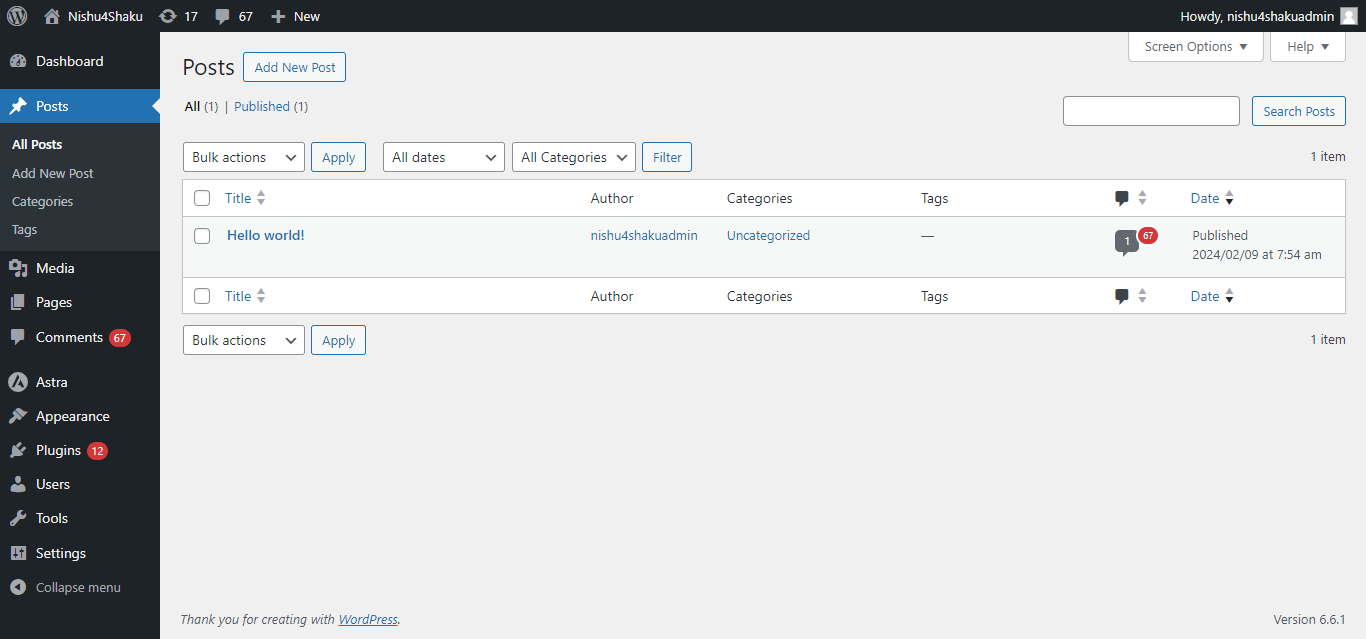 Nishu4Shaku 17 67 New Howdy, nishu4shakuadmin
Dashboard
Posts
All Posts
Add New Post
Categories
Tags
Media
Pages
Comments 67
Astra
Appearance
Plugins 12
Users
Tools
Settings
Collapse menu
Screen Options Help
Posts Add New Post
All (1) | Published (1)
Search Posts
Bulk actions Apply All dates All Categories Filter 1 item
Title Author Categories Tags Date
Hello world! nishu4shakuadmin Uncategorized — 1 67 Published
2024/02/09 at 7:54 am
Title Author Categories Tags Date
Bulk actions Apply 1 item
Thank you for creating with WordPress. Version 6.6.1